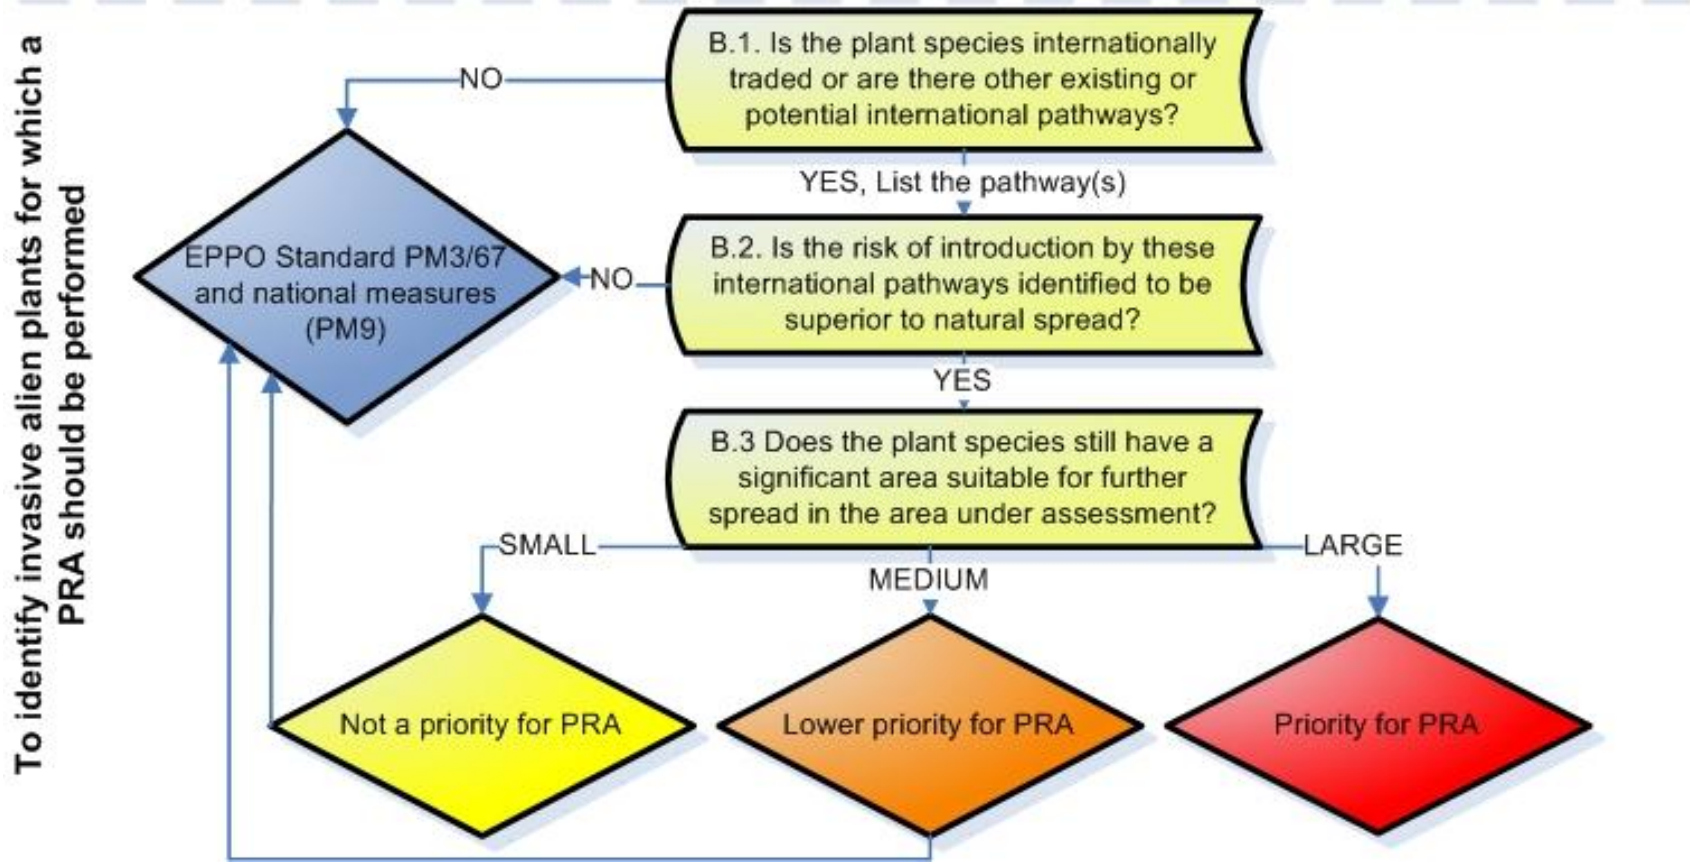 To identify invasive alien plants for which a
PRA should be performed
B.1. Is the plant species internationally
traded or are there other existing or
potential international pathways?
NO
YES, List the pathway(s)
EPPO Standard PM3/67
and national measures
(PM9)
NO
B.2. Is the risk of introduction by these
international pathways identified to be
superior to natural spread?
YES
B.3 Does the plant species still have a
significant area suitable for further
spread in the area under assessment?
SMALL
MEDIUM
LARGE
Not a priority for PRA
Lower priority for PRA
Priority for PRA